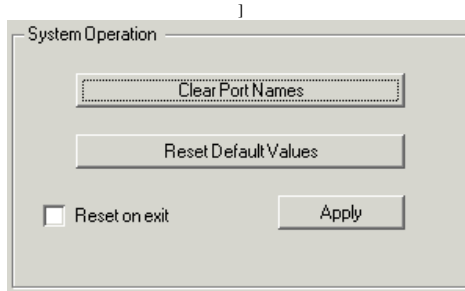 ]
System Operation
Clear Port Names
Reset Default Values
Reset on exit
Apply